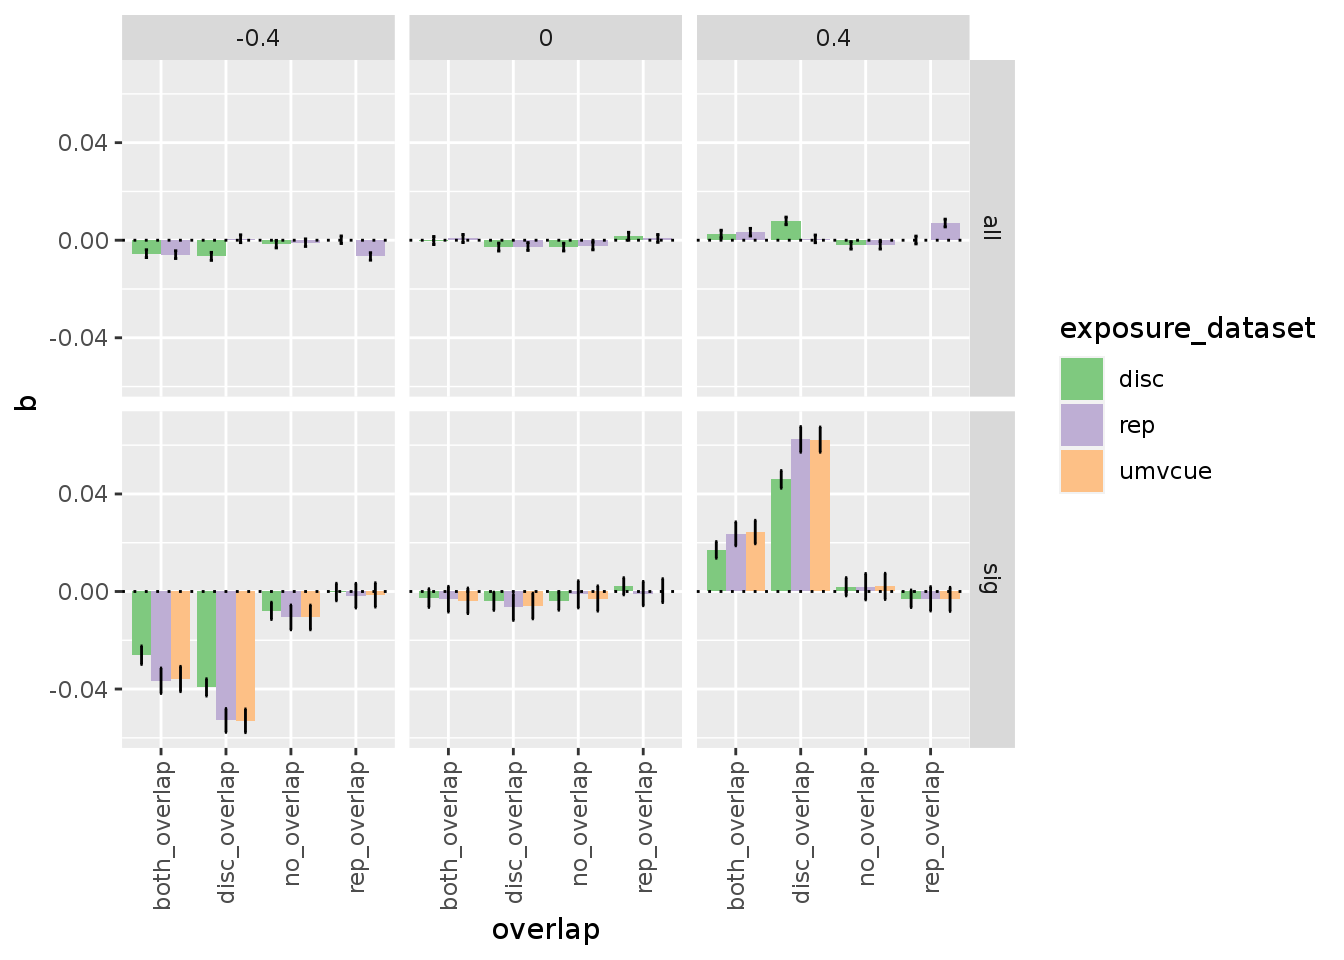 -0.4
0
0.4
0.04
0.00
-0.04
all
b
0.04
0.00
-0.04
sig
both_overlap
disc_overlap
no_overlap
rep_overlap
both_overlap
disc_overlap
no_overlap
rep_overlap
both_overlap
disc_overlap
no_overlap
rep_overlap
overlap
exposure_dataset
disc
rep
umvcue